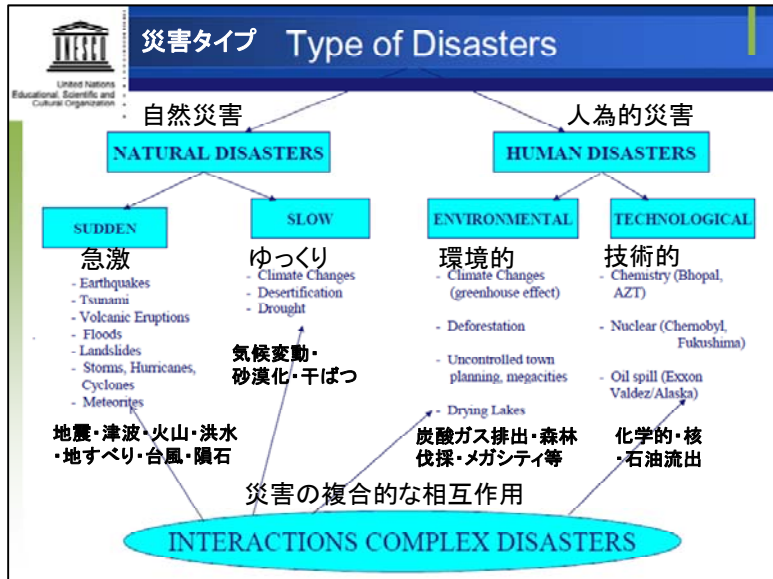 UNESCO
United Nations
Educational, Scientific and
Cultural Organization
災害タイプ Type of Disasters
自然災害
人為的災害
NATURAL DISASTERS
HUMAN DISASTERS
SUDDEN
SLOW
ENVIRONMENTAL
TECHNOLOGICAL
急激
- Earthquakes
- Tsunami
- Volcanic Eruptions
- Floods
- Landslides
- Storms, Hurricanes,
Cyclones
- Meteorites
地震・津波・火山・洪水
・地すべり・台風・隕石
ゆっくり
- Climate Changes
- Desertification
- Drought
気候変動・
砂漠化・干ばつ
環境的
- Climate Changes
(greenhouse effect)
- Deforestation
- Uncontrolled town
planning, megacities
- Drying Lakes
炭酸ガス排出・森林
伐採・メガシティ等
技術的
- Chemistry (Bhopal,
AZT)
- Nuclear (Chernobyl,
Fukushima)
- Oil spill (Exxon
Valdez/Alaska)
化学的・核
・石油流出
災害の複合的な相互作用
INTERACTIONS COMPLEX DISASTERS